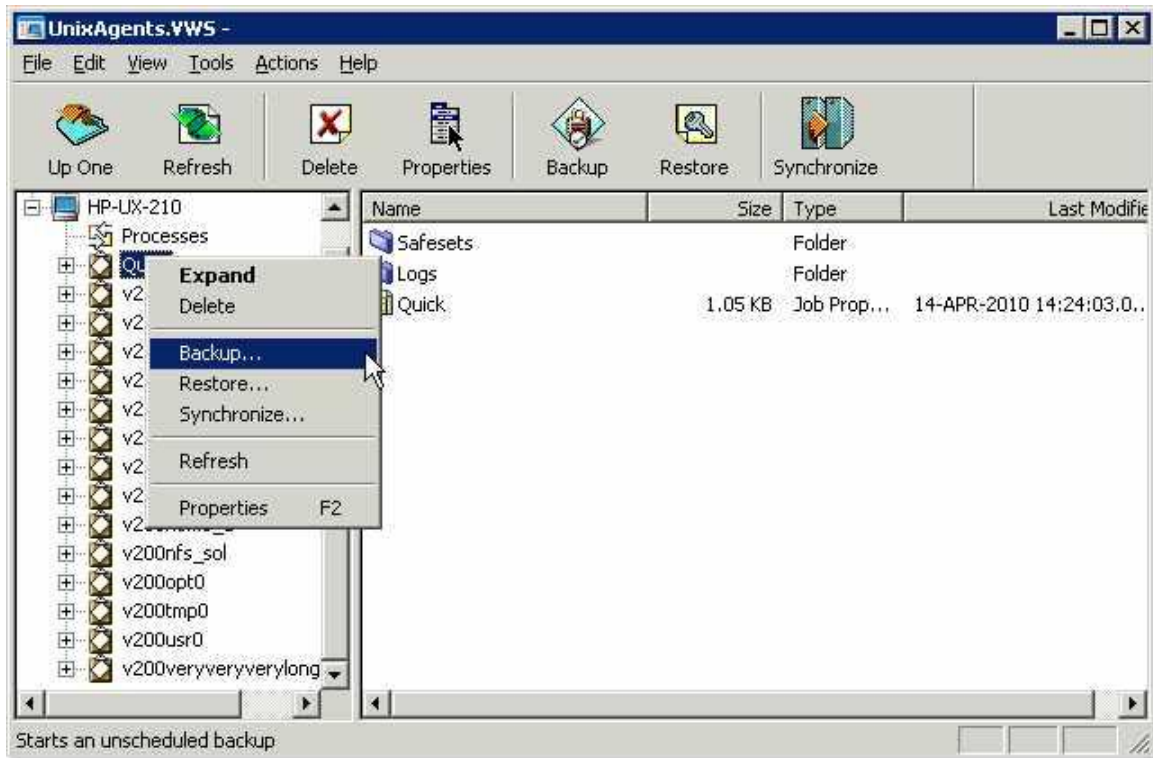 UnixAgents.VWS -
File Edit View Tools Actions Help
Up One Refresh Delete Properties Backup Restore Synchronize
HP-UX-210
Processes
v200nfs_sol
v200opt0
v200tmp0
v200usr0
v200veryveryverylong
Expand
Delete
Backup...
Restore...
Synchronize...
Refresh
Properties F2
Name Size Type Last Modifie
Safesets Folder
Logs Folder
Quick 1.05 KB Job Prop... 14-APR-2010 14:24:03.0..
Starts an unscheduled backup